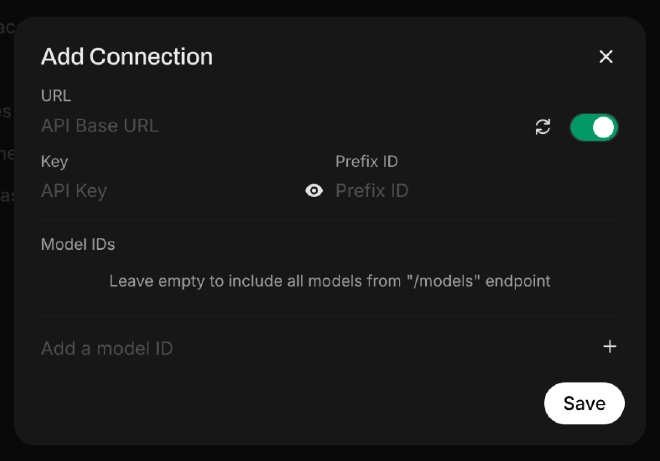 Add Connection
URL
API Base URL
Key
Prefix ID
API Key
Prefix ID
Model IDs
Leave empty to include all models from "/models" endpoint
Add a model ID
Save